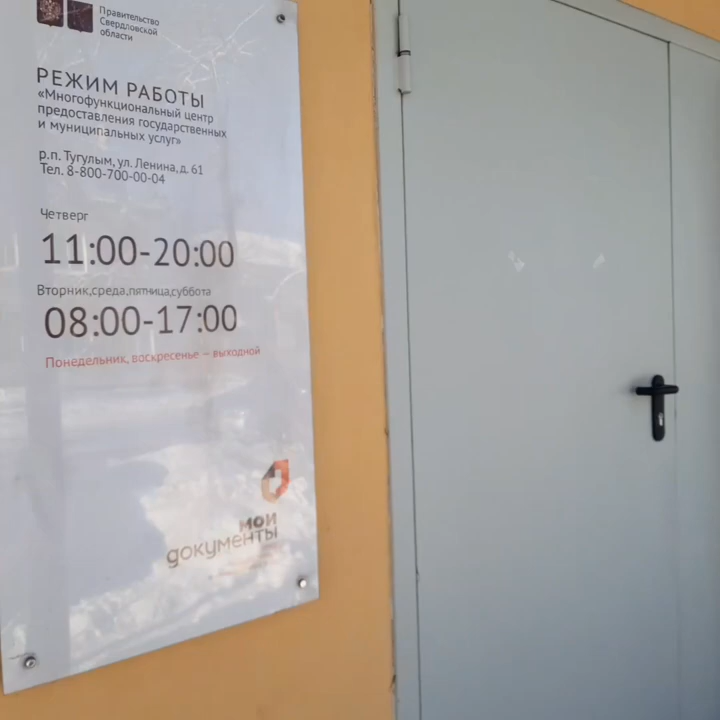 Правительство
Свердловской
области
РЕЖИМ РАБОТЫ
«Многофункциональный центр
предоставления государственных
и муниципальных услуг»
р.п. Тугулым, ул. Ленина, д. 61
Тел. 8-800-700-00-04
Четверг
11:00-20:00
Вторник,среда,пятница,суббота
08:00-17:00
Понедельник, воскресенье — выходной
мои
документы